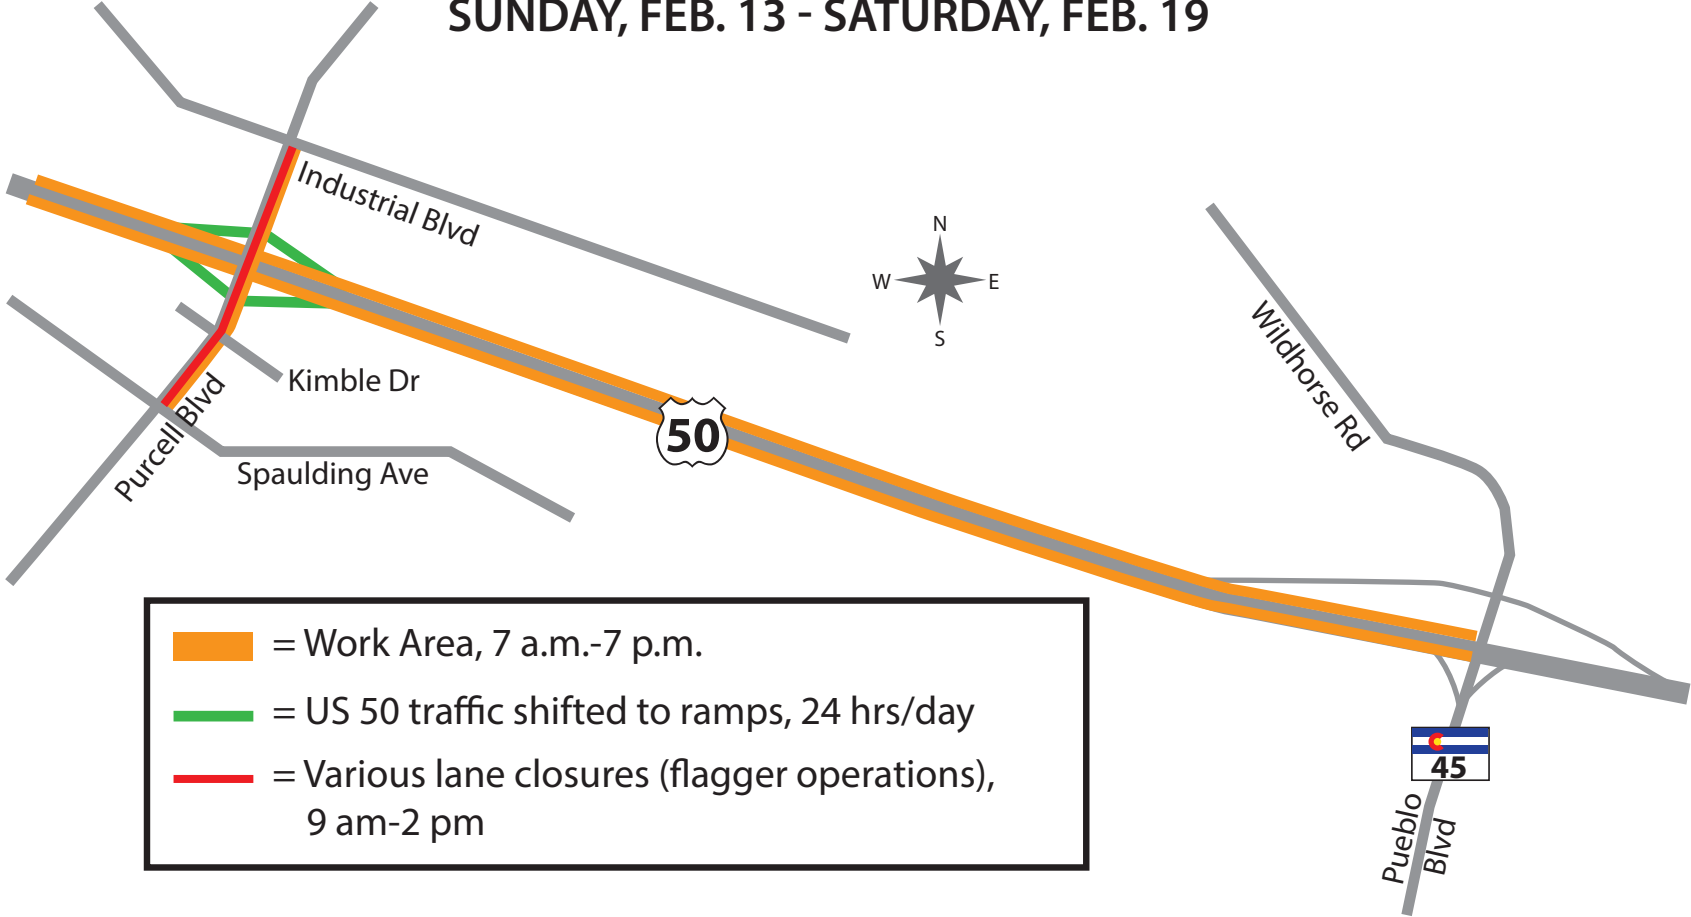 SUNDAY, FEB. 13 - SATURDAY, FEB. 19
Industrial Blvd
N
W
E
S
Wildhorse Rd
Kimble Dr
Purcell Blvd
50
Spaulding Ave
= Work Area, 7 a.m.-7 p.m.
= US 50 traffic shifted to ramps, 24 hrs/day
= Various lane closures (flagger operations),
9 am-2 pm
45
Pueblo
Blvd